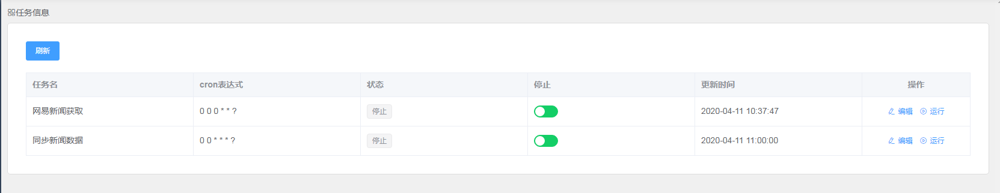 任务信息
刷新
任务名 cron表达式 状态 停止 更新时间 操作
网易新闻获取 0 0 0 * * ? 停止 2020-04-11 10:37:47 编辑 运行
同步新闻数据 0 0 * * * ? 停止 2020-04-11 11:00:00 编辑 运行